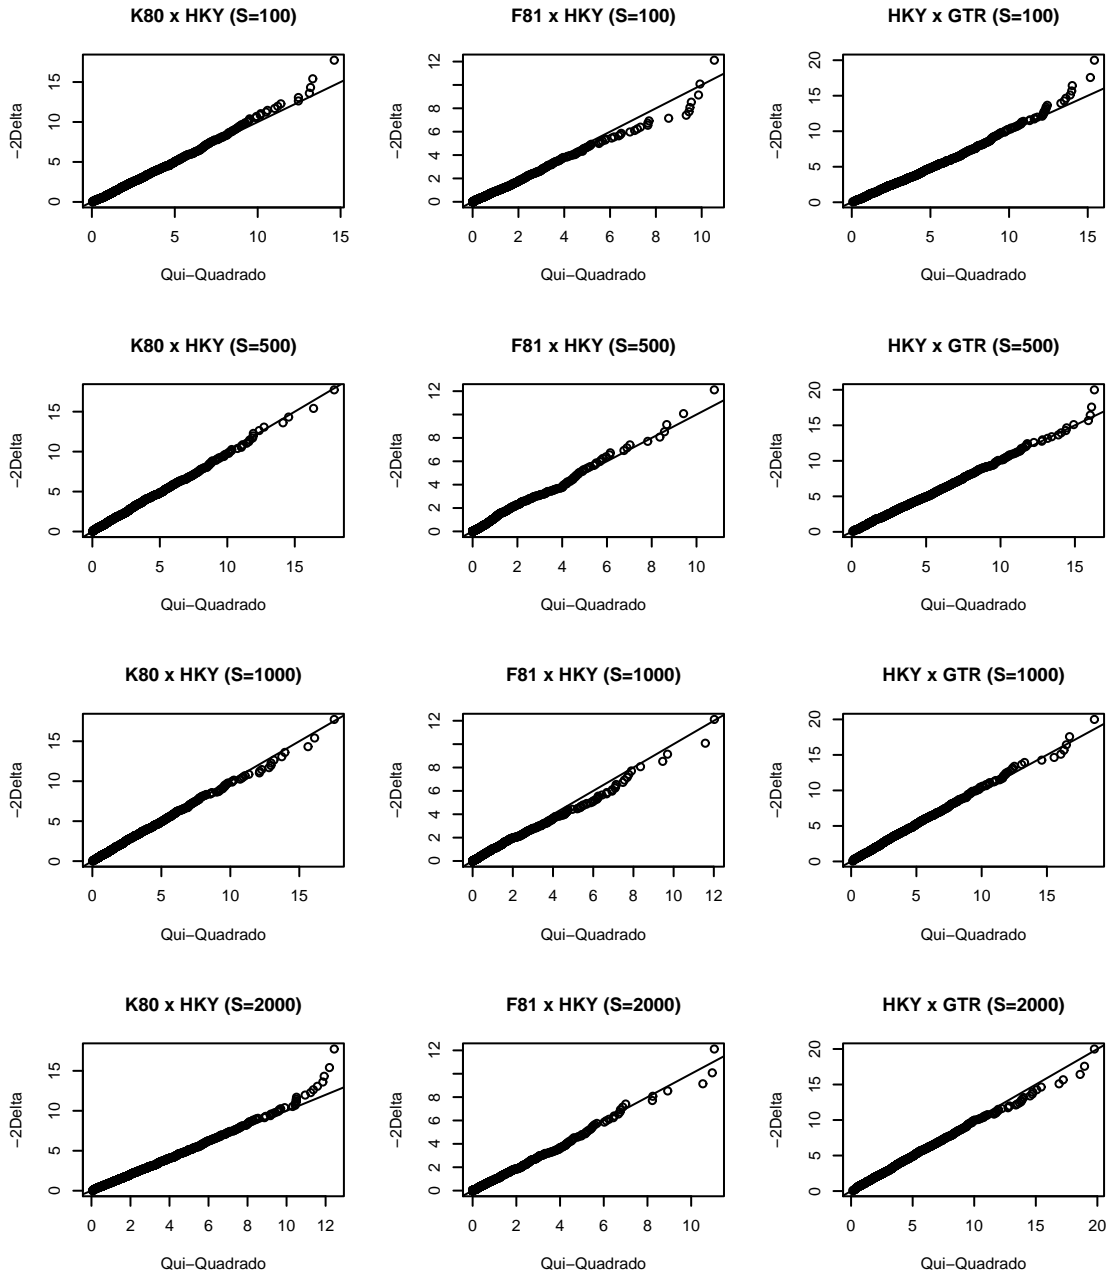 K80 x HKY (S=100)
−2Delta
0 5 10 15
0 5 10 15
Qui−Quadrado
F81 x HKY (S=100)
−2Delta
0 2 4 6 8 12
0 2 4 6 8 10
Qui−Quadrado
HKY x GTR (S=100)
−2Delta
0 5 10 15 20
0 5 10 15
Qui−Quadrado
K80 x HKY (S=500)
−2Delta
0 5 10 15
0 5 10 15
Qui−Quadrado
F81 x HKY (S=500)
−2Delta
0 2 4 6 8 12
0 2 4 6 8 10
Qui−Quadrado
HKY x GTR (S=500)
−2Delta
0 5 10 15 20
0 5 10 15
Qui−Quadrado
K80 x HKY (S=1000)
−2Delta
0 5 10 15
0 5 10 15
Qui−Quadrado
F81 x HKY (S=1000)
−2Delta
0 2 4 6 8 12
0 2 4 6 8 10 12
Qui−Quadrado
HKY x GTR (S=1000)
−2Delta
0 5 10 15 20
0 5 10 15
Qui−Quadrado
K80 x HKY (S=2000)
−2Delta
0 5 10 15
0 2 4 6 8 10 12
Qui−Quadrado
F81 x HKY (S=2000)
−2Delta
0 2 4 6 8 12
0 2 4 6 8 10
Qui−Quadrado
HKY x GTR (S=2000)
−2Delta
0 5 10 15 20
0 5 10 15 20
Qui−Quadrado